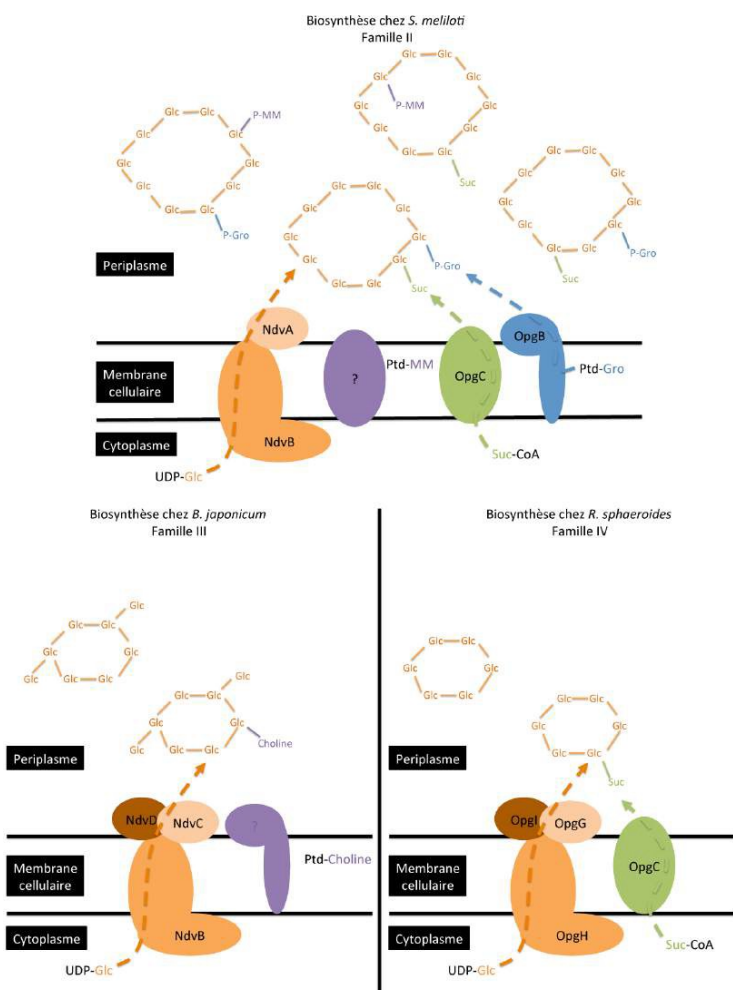 Biosynthèse chez S. meliloti
Famille II
Glc Glc P-MM
Glc Glc
Glc Glc
Glc Glc
Glc Glc
P-Gro
Glc Glc
Glc Glc
Glc P-MM Glc
Glc Glc
Glc Glc Glc
Suc
Glc Glc
Glc Glc
Glc Glc
Glc Glc
Glc Glc
P-Gro
Suc
Glc Glc
Glc Glc
Glc Glc
Glc Glc
Glc Glc
P-Gro
Suc
Periplasme
NdvA
OpgB
Membrane
cellulaire
?
Ptd-MM
OpgC
Ptd-Gro
Cytoplasme
NdvB
UDP-Glc
Suc-CoA
Biosynthèse chez B. japonicum
Famille III
Glc
Glc Glc
Glc Glc
Glc Glc Glc
Glc
Glc Glc
Glc Glc
Choline
Glc Glc Glc
Periplasme
NdvD
NdvC
?
Membrane
cellulaire
Ptd-Choline
Cytoplasme
NdvB
UDP-Glc
Biosynthèse chez R. sphaeroides
Famille IV
Glc Glc
Glc Glc
Glc Glc
Glc Glc
Glc Glc
Glc Glc
Suc
Periplasme
OpgI
OpgG
Membrane
cellulaire
OpgC
Cytoplasme
OpgH
UDP-Glc
Suc-CoA